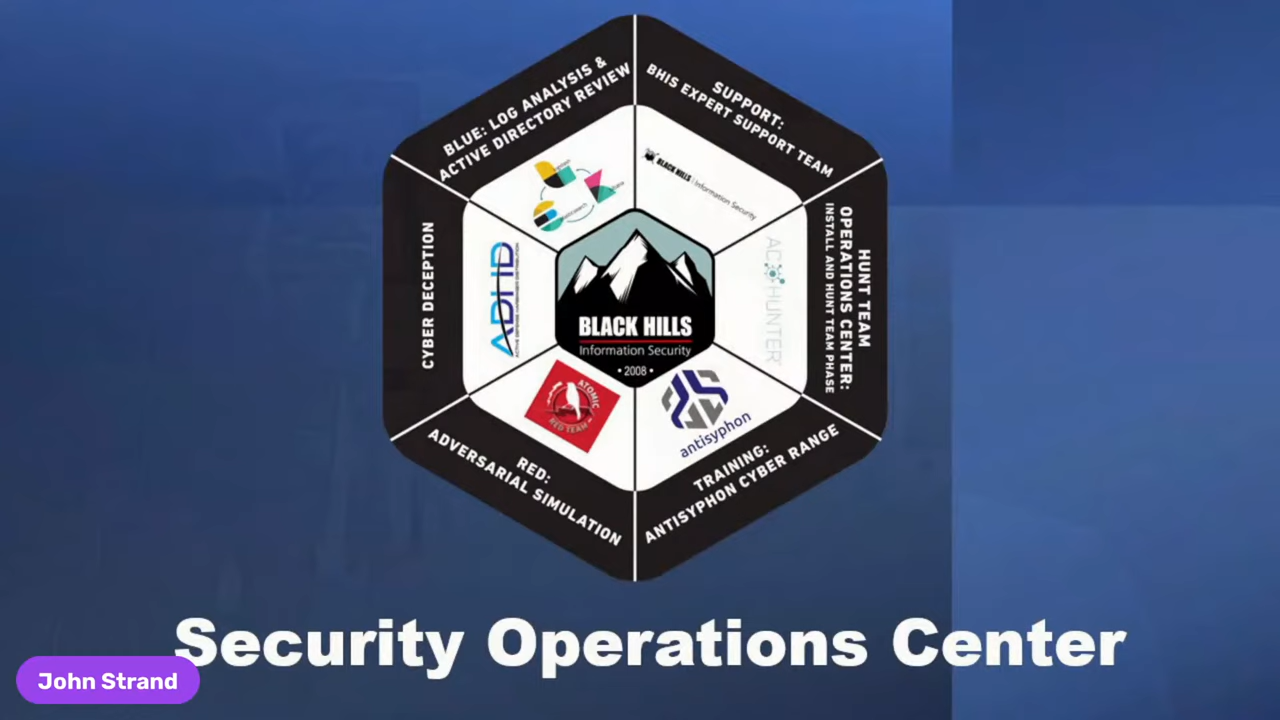 BLUE: LOG ANALYSIS &
ACTIVE DIRECTORY REVIEW
SUPPORT:
BHIS EXPERT SUPPORT TEAM
BLACK HILLS | Information Security
HUNT TEAM
OPERATIONS CENTER:
INSTALL AND HUNT TEAM PHASE
AC HUNTER
CYBER DECEPTION
ADHD
BLACK HILLS
Information Security
• 2008 •
ATOMIC
RED TEAM
antisyphon
RED:
ADVERSARIAL SIMULATION
TRAINING:
ANTISYPHON CYBER RANGE
Security Operations Center
John Strand